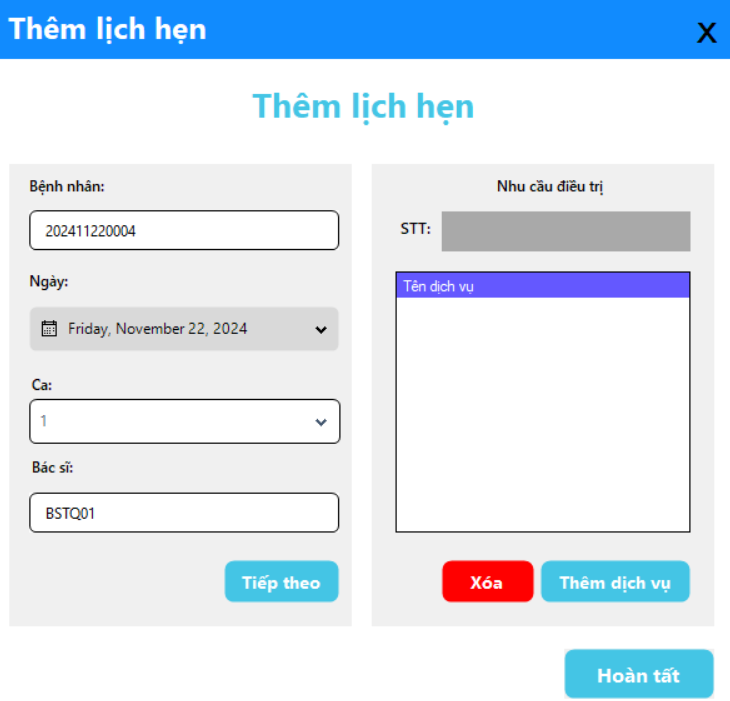 Thêm lịch hẹn
X
Thêm lịch hẹn
Bệnh nhân:
202411220004
Ngày:
Friday, November 22, 2024
Ca:
1
Bác sĩ:
BSTQ01
Tiếp theo
Nhu cầu điều trị
STT:
Tên dịch vụ
Xóa
Thêm dịch vụ
Hoàn tất